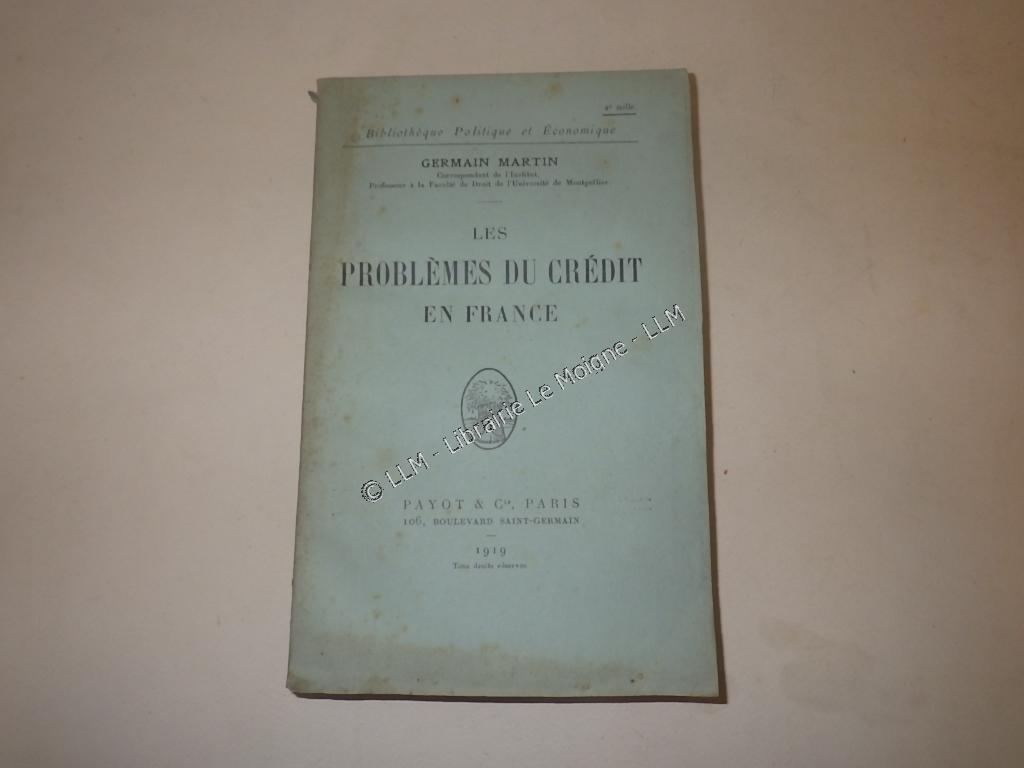 2e mille
Bibliothèque Politique et Économique
GERMAIN MARTIN
Correspondant de l'Institut,
Professeur à la Faculté de Droit de l'Université de Montpellier
LES
PROBLÈMES DU CRÉDIT
EN FRANCE
© LLM - Librairie Le Moigne - LLM
PAYOT & Cie, PARIS
106, BOULEVARD SAINT-GERMAIN
1919
Tous droits réservés